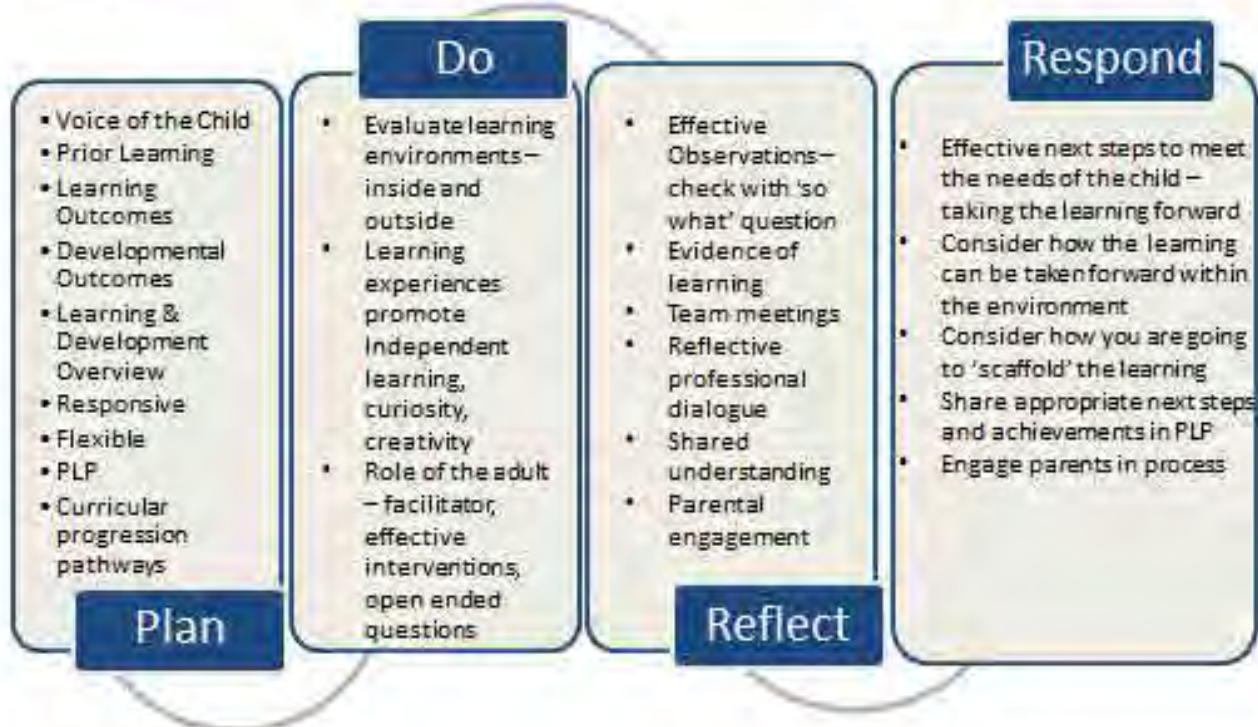 • Voice of the Child
• Prior Learning
• Learning
Outcomes
• Developmental
Outcomes
• Learning &
Development
Overview
• Responsive
• Flexible
• PLP
• Curricular
progression
pathways
Plan
Do
• Evaluate learning
environments –
inside and
outside
• Learning
experiences
promote
Independent
learning,
curiosity,
creativity
• Role of the adult
– facilitator,
effective
interventions,
open ended
questions
• Effective
Observations –
check with 'so
what' question
• Evidence of
learning
• Team meetings
• Reflective
professional
dialogue
• Shared
understanding
• Parental
engagement
Reflect
Respond
• Effective next steps to meet
the needs of the child –
taking the learning forward
• Consider how the learning
can be taken forward within
the environment
• Consider how you are going
to 'scaffold' the learning
• Share appropriate next steps
and achievements in PLP
• Engage parents in process